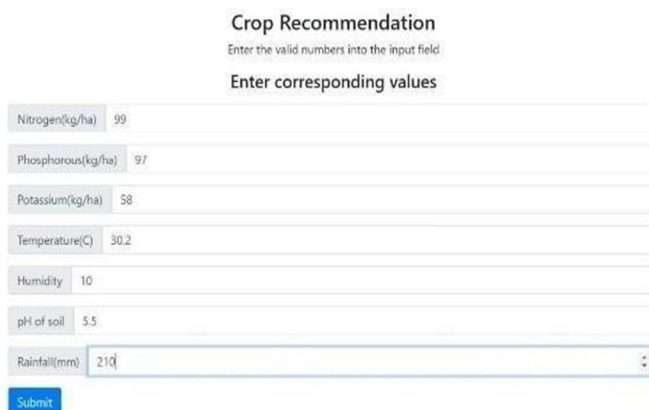 Crop Recommendation
Enter the valid numbers into the input field
Enter corresponding values
Nitrogen(kg/ha) 99
Phosphorous(kg/ha) 97
Potassium(kg/ha) 58
Temperature(C) 30.2
Humidity 10
pH of soil 5.5
Rainfall(mm) 210
Submit